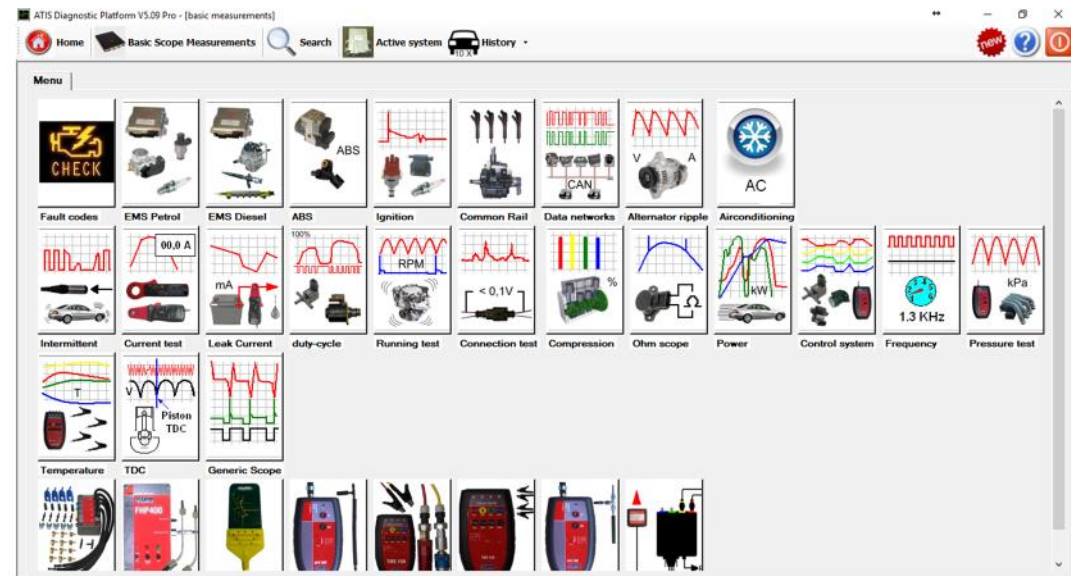 ATIS Diagnostic Platform V5.09 Pro - [basic measurements]
Home Basic Scope Measurements Search Active system 10 X History new ?
Menu
CHECK ABS CAN V A AC
Fault codes EMS Petrol EMS Diesel ABS Ignition Common Rail Data networks Alternator ripple Airconditioning
00,0 A mA 100% RPM < 0,1V % Ω kW 1.3 KHz kPa
Intermittent Current test Leak Current duty-cycle Running test Connection test Compression Ohm scope Power Control system Frequency Pressure test
T V Piston TDC
Temperature TDC Generic Scope
FHP400